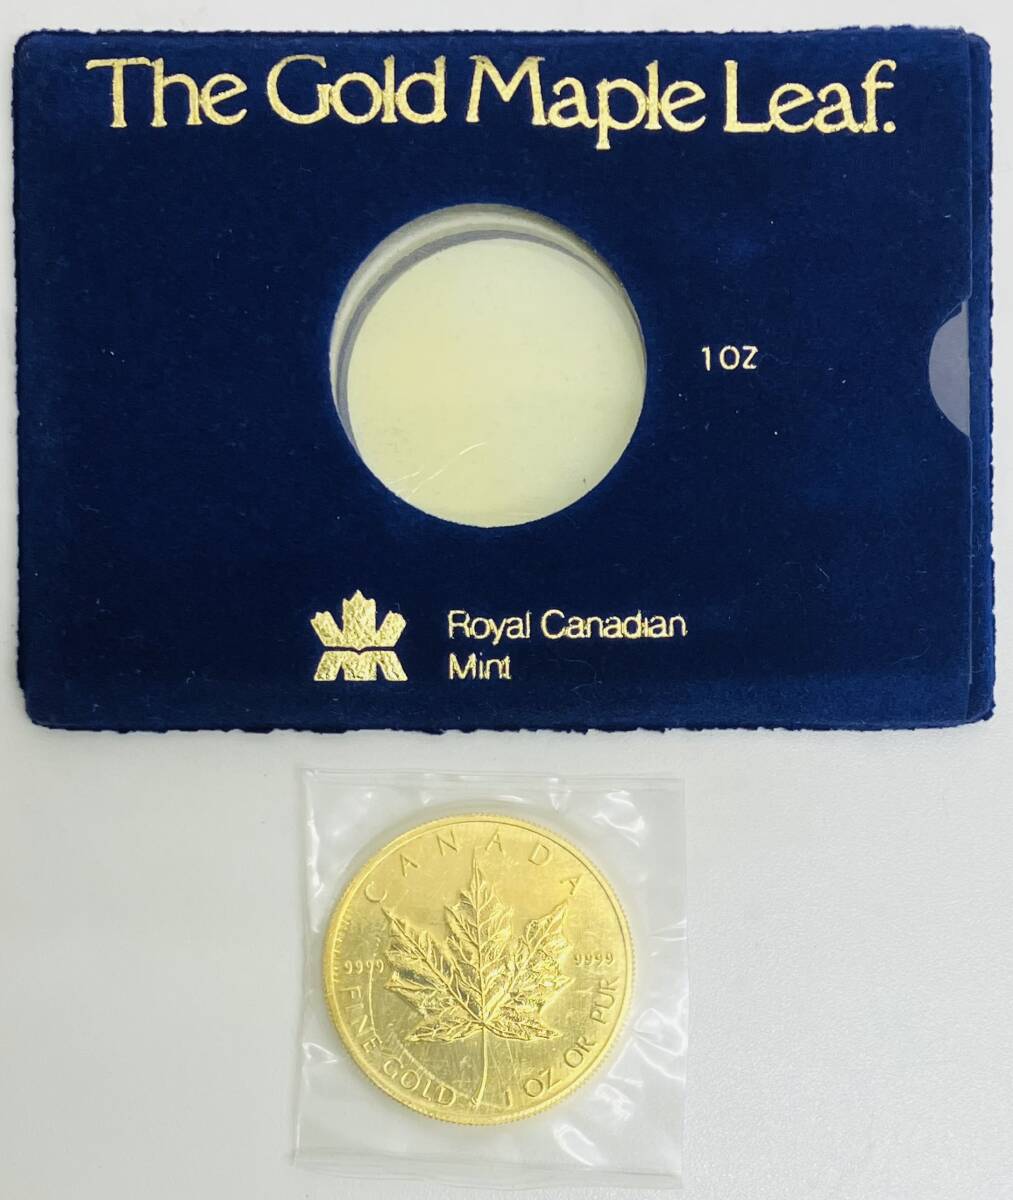 The Gold Maple Leaf.
1 OZ
Royal Canadian
Mint
CANADA
9999
9999
FINE GOLD 1 OZ OR PUR